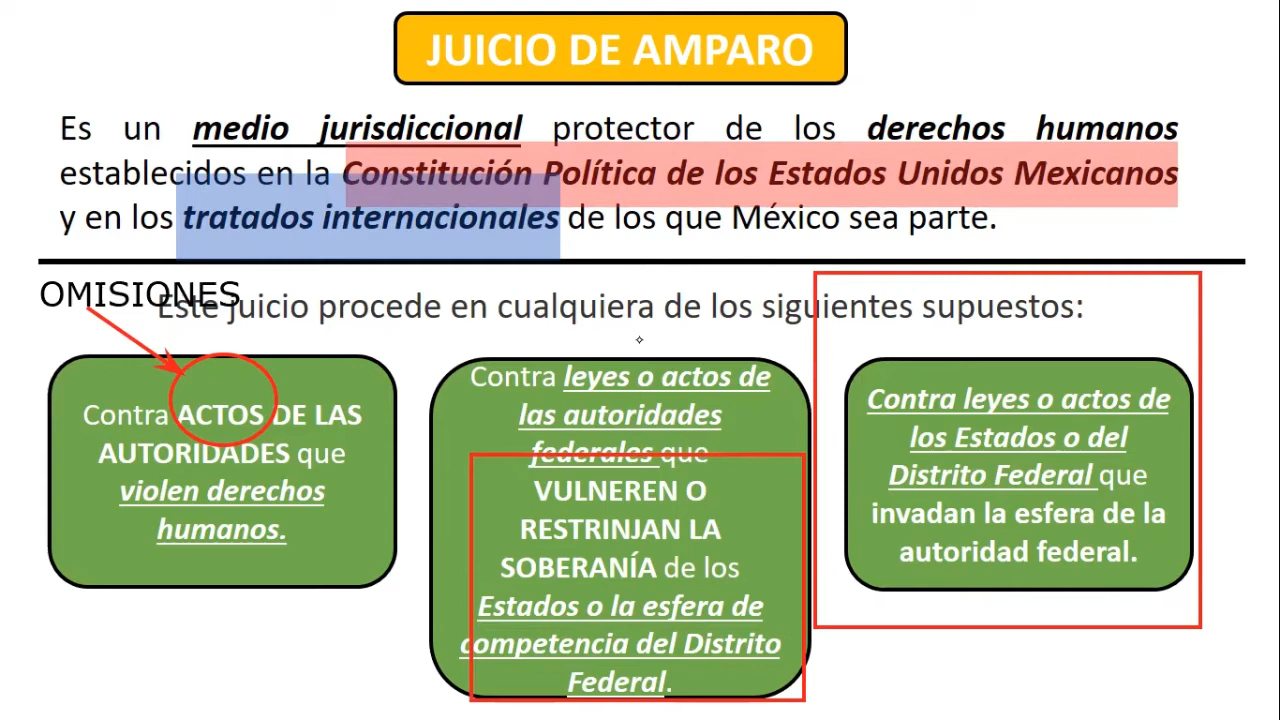 JUICIO DE AMPARO
Es un medio jurisdiccional protector de los derechos humanos
establecidos en la Constitución Política de los Estados Unidos Mexicanos
y en los tratados internacionales de los que México sea parte.
OMISIONES
Este juicio procede en cualquiera de los siguientes supuestos:
Contra ACTOS DE LAS
AUTORIDADES que
violen derechos
humanos.
Contra leyes o actos de
las autoridades
federales que
VULNEREN O
RESTRINJAN LA
SOBERANÍA de los
Estados o la esfera de
competencia del Distrito
Federal.
Contra leyes o actos de
los Estados o del
Distrito Federal que
invadan la esfera de la
autoridad federal.